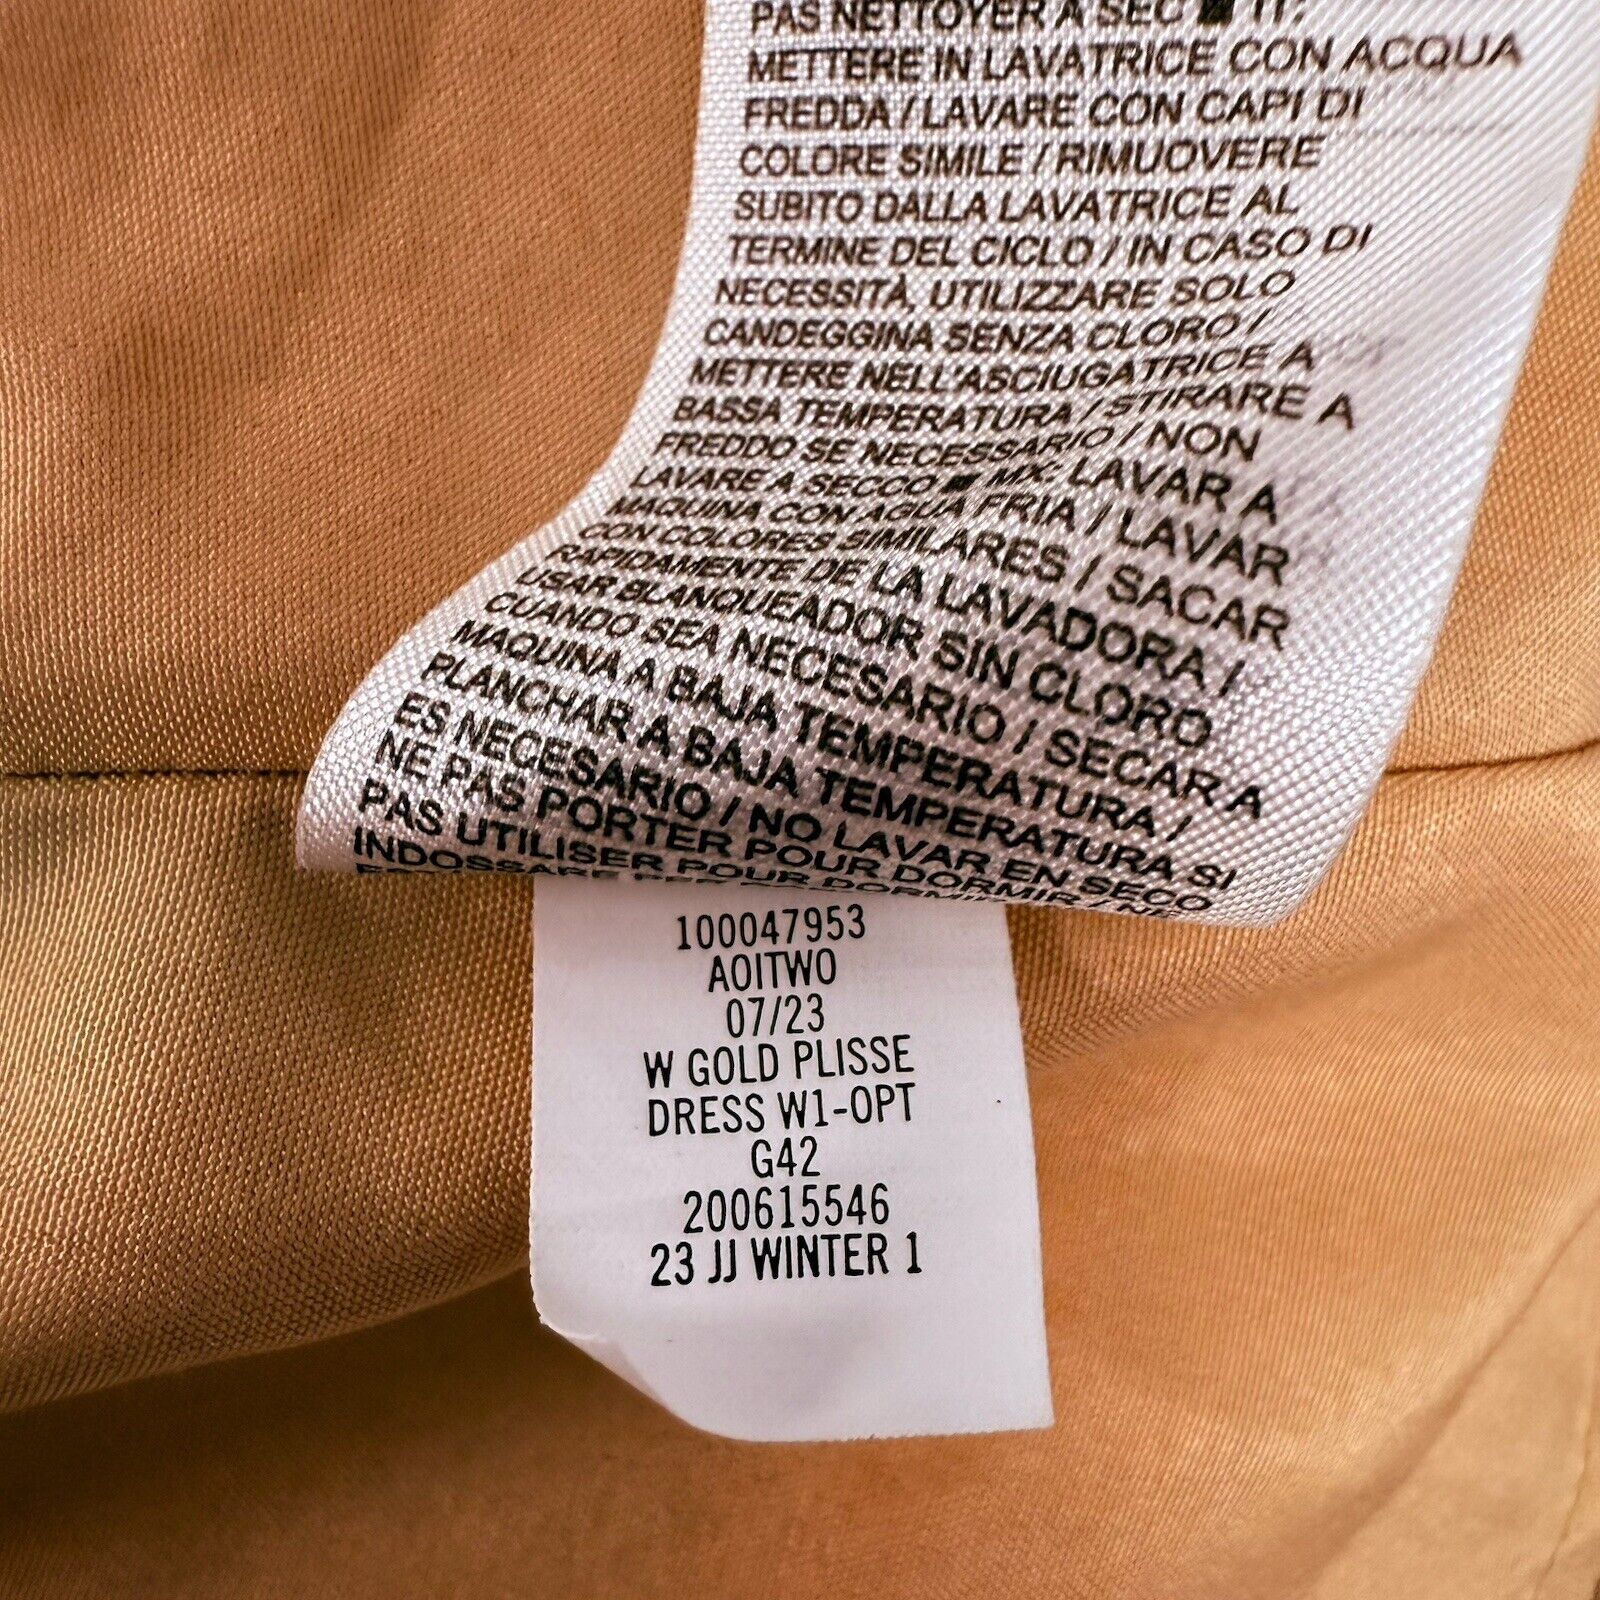 PAS NETTOYER A SEC ■ IT:
METTERE IN LAVATRICE CON ACQUA
FREDDA / LAVARE CON CAPI DI
COLORE SIMILE / RIMUOVERE
SUBITO DALLA LAVATRICE AL
TERMINE DEL CICLO / IN CASO DI
NECESSITÀ, UTILIZZARE SOLO
CANDEGGINA SENZA CLORO /
METTERE NELL'ASCIUGATRICE A
BASSA TEMPERATURA / STIRARE A
FREDDO SE NECESSARIO / NON
LAVARE A SECCO ■ MX: LAVAR A
MAQUINA CON AGUA FRIA / LAVAR
CON COLORES SIMILARES / SACAR
RAPIDAMENTE DE LA LAVADORA /
USAR BLANQUEADOR SIN CLORO
CUANDO SEA NECESARIO / SECAR A
MAQUINA A BAJA TEMPERATURA /
PLANCHAR A BAJA TEMPERATURA SI
ES NECESARIO / NO LAVAR EN SECO
NE PAS PORTER POUR DORMIR / NE
PAS UTILISER POUR DORMIR
INDOSSARE PER
100047953
AOITWO
07/23
W GOLD PLISSE
DRESS W1-OPT
G42
200615546
23 JJ WINTER 1